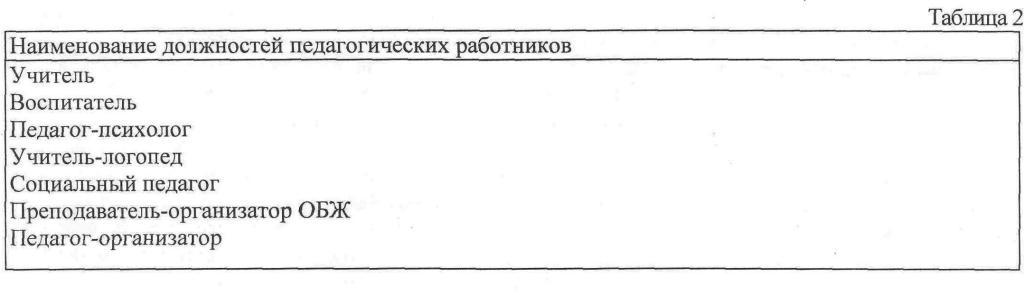 Таблица 2
Наименование должностей педагогических работников
Учитель
Воспитатель
Педагог-психолог
Учитель-логопед
Социальный педагог
Преподаватель-организатор ОБЖ
Педагог-организатор